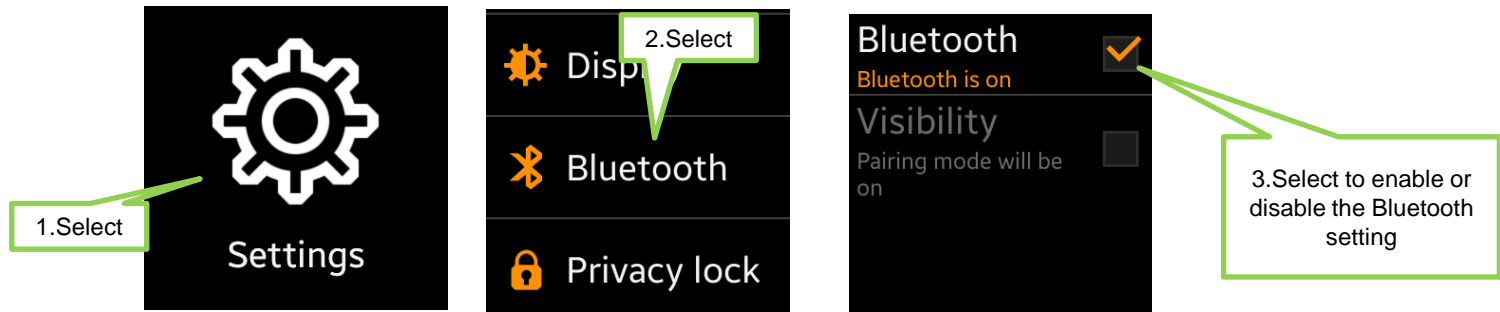 1.Select
Settings
2.Select
Display
Bluetooth
Privacy lock
Bluetooth
Bluetooth is on
Visibility
Pairing mode will be
on
3.Select to enable or
disable the Bluetooth
setting